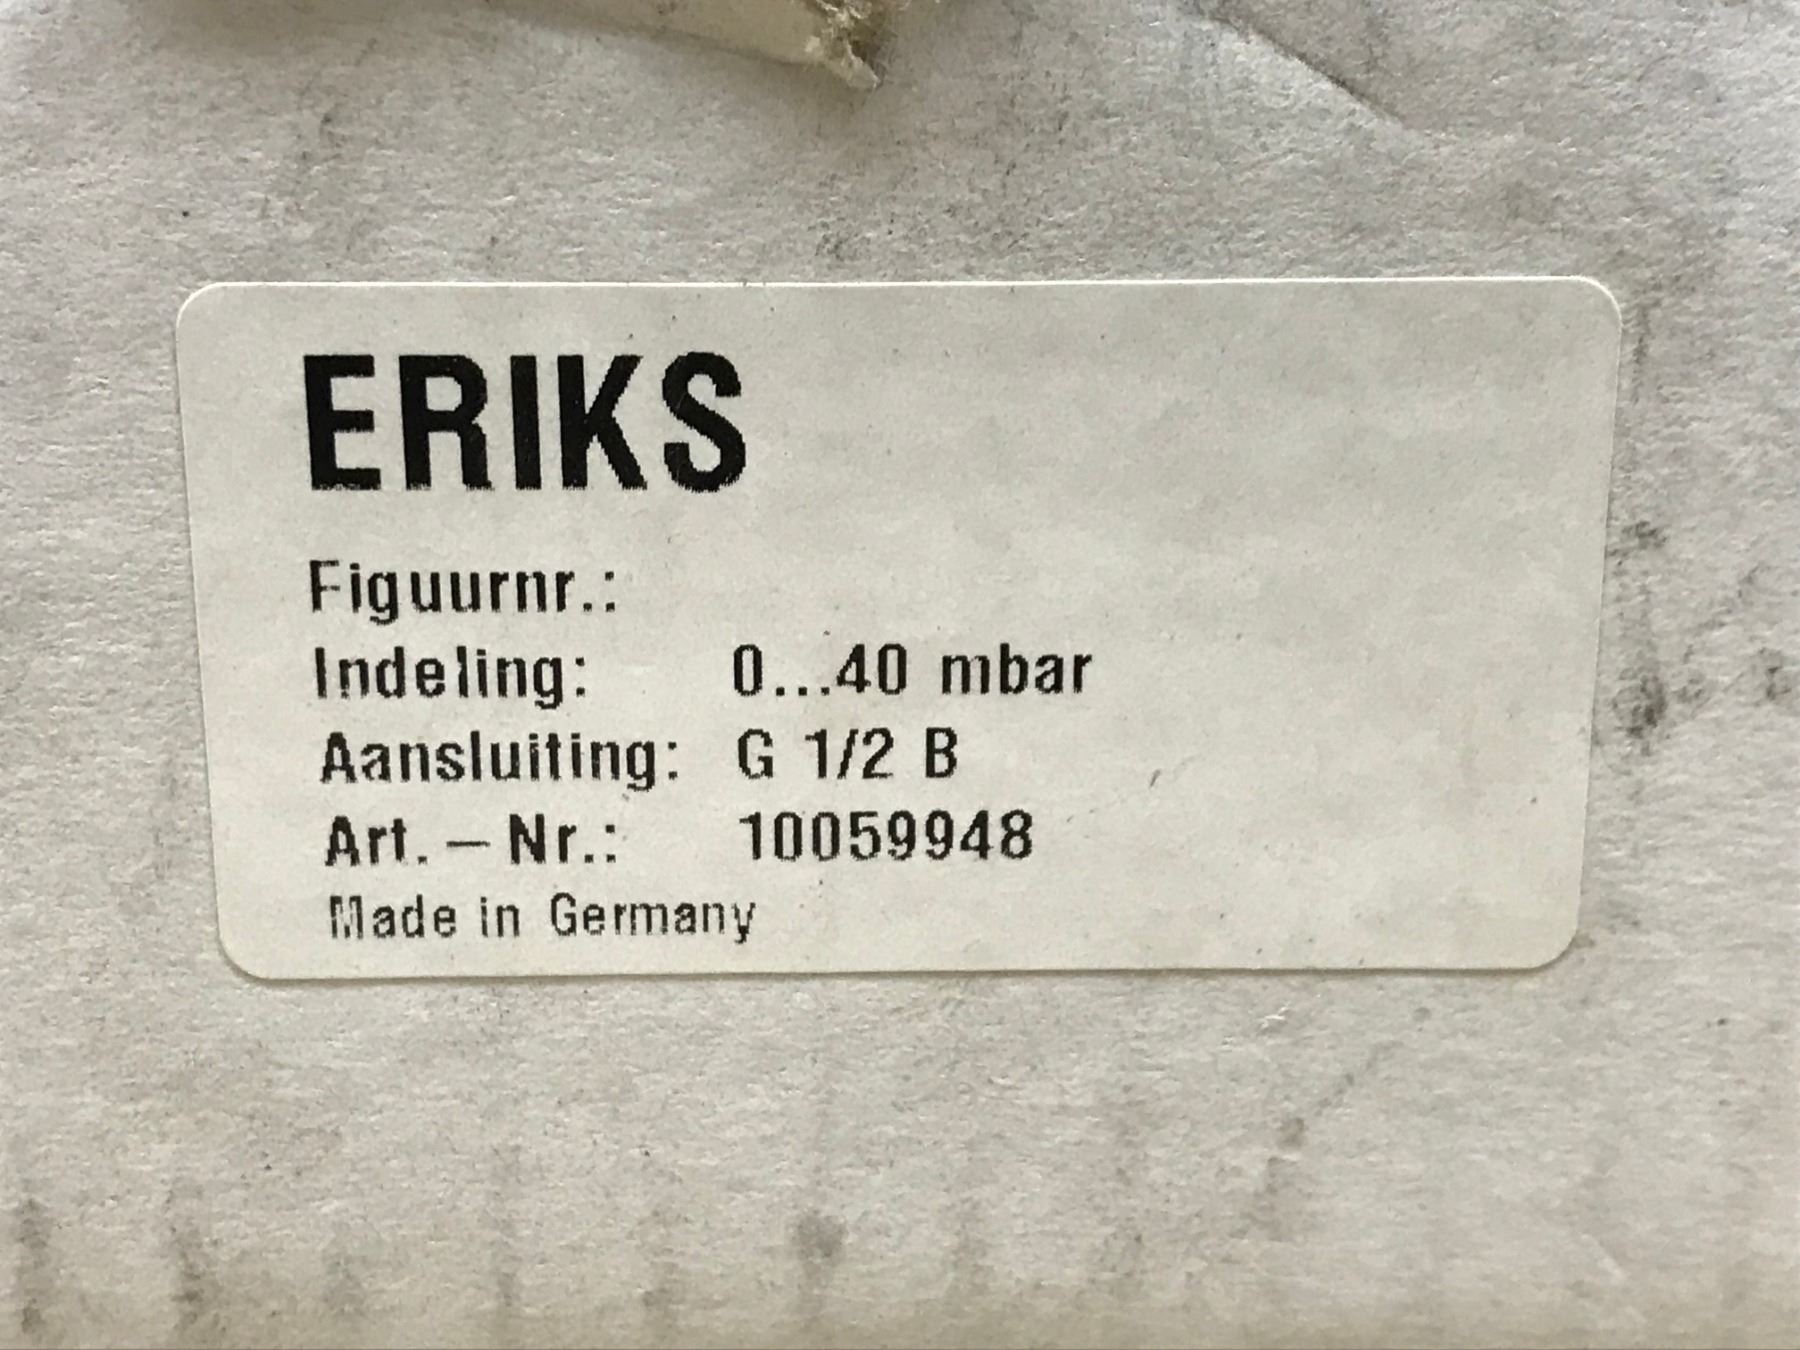 ERIKS
Figuurnr.:
Indeling: 0...40 mbar
Aansluiting: G 1/2 B
Art. – Nr.: 10059948
Made in Germany